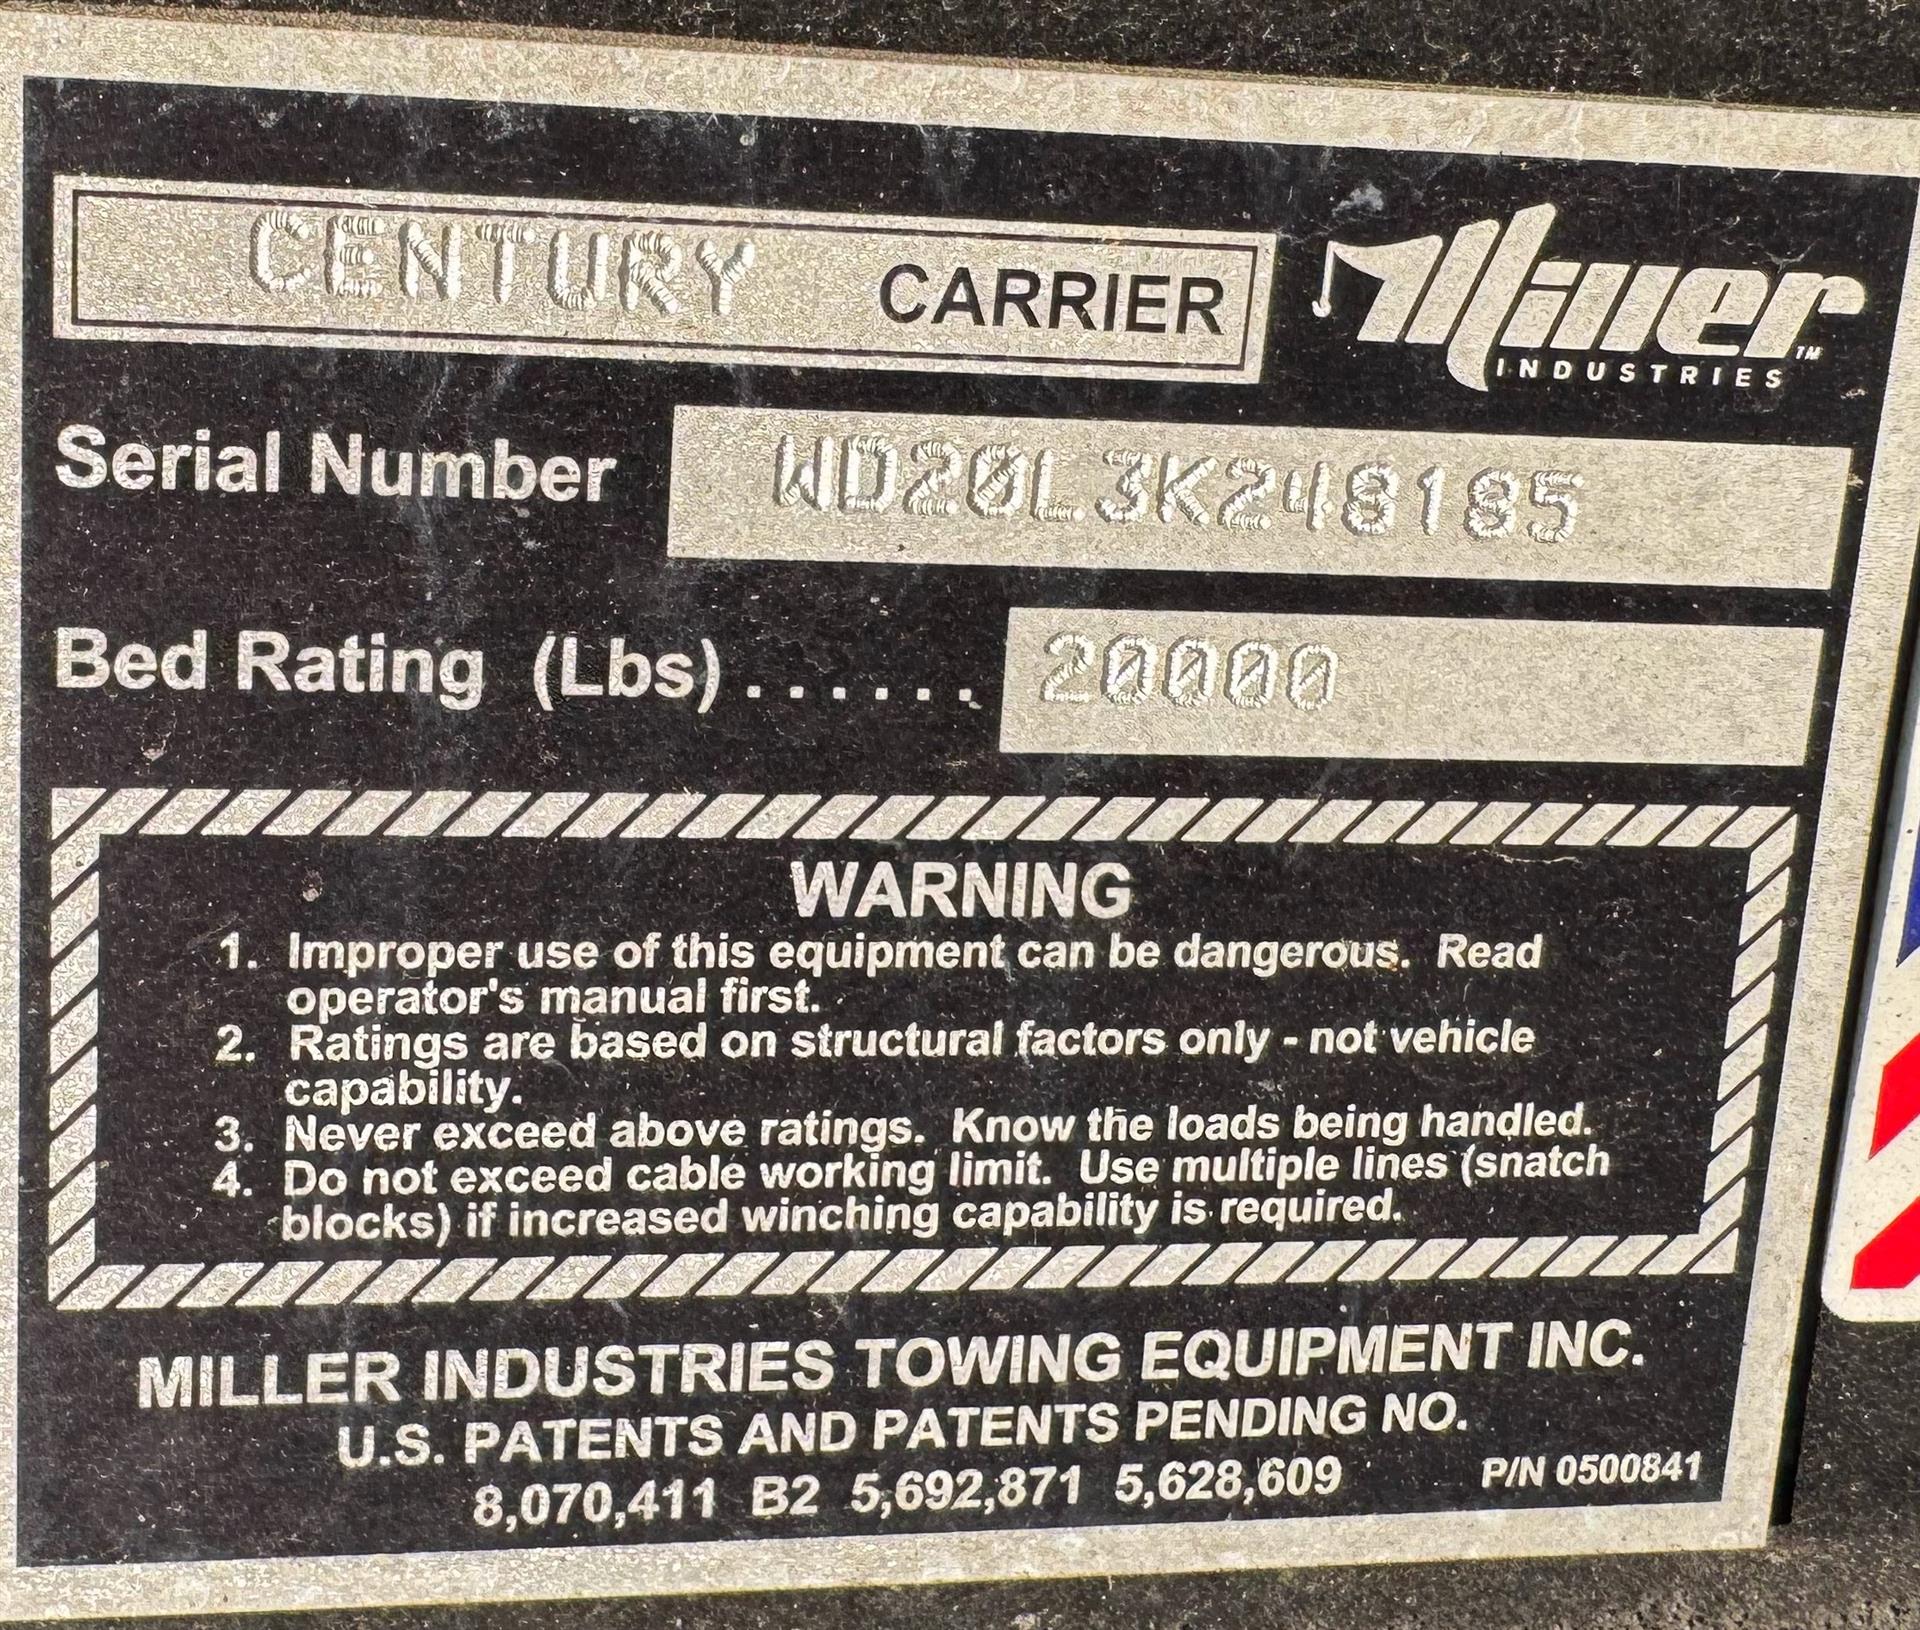 CENTURY CARRIER
Miller™
INDUSTRIES
Serial Number WD20L3K248185
Bed Rating (Lbs)...... 20000
WARNING
1. Improper use of this equipment can be dangerous. Read
operator's manual first.
2. Ratings are based on structural factors only - not vehicle
capability.
3. Never exceed above ratings. Know the loads being handled.
4. Do not exceed cable working limit. Use multiple lines (snatch
blocks) if increased winching capability is required.
MILLER INDUSTRIES TOWING EQUIPMENT INC.
U.S. PATENTS AND PATENTS PENDING NO.
8,070,411 B2 5,692,871 5,628,609 P/N 0500841